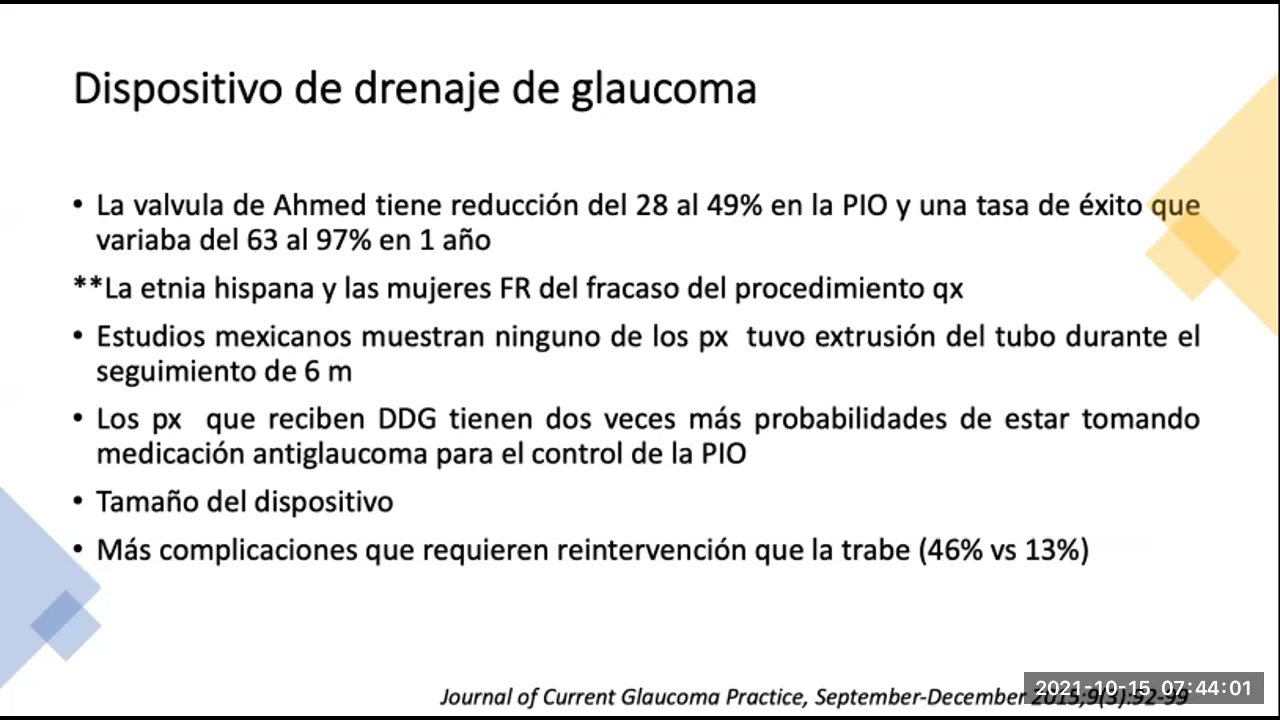 Dispositivo de drenaje de glaucoma
• La valvula de Ahmed tiene reducción del 28 al 49% en la PIO y una tasa de éxito que
variaba del 63 al 97% en 1 año
**La etnia hispana y las mujeres FR del fracaso del procedimiento qx
• Estudios mexicanos muestran ninguno de los px tuvo extrusión del tubo durante el
seguimiento de 6 m
• Los px que reciben DDG tienen dos veces más probabilidades de estar tomando
medicación antiglaucoma para el control de la PIO
• Tamaño del dispositivo
• Más complicaciones que requieren reintervención que la trabe (46% vs 13%)
Journal of Current Glaucoma Practice, September-December 2015;9(3):92-99
2021-10-15 07:44:01